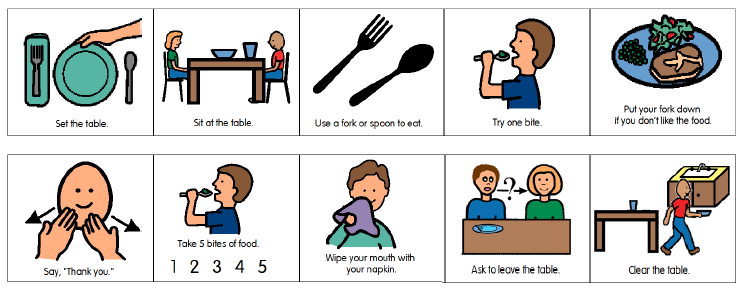 Set the table.
Sit at the table.
Use a fork or spoon to eat.
Try one bite.
Put your fork down
if you don't like the food.
Say, "Thank you."
Take 5 bites of food.
1 2 3 4 5
Wipe your mouth with
your napkin.
?
Ask to leave the table.
Clear the table.